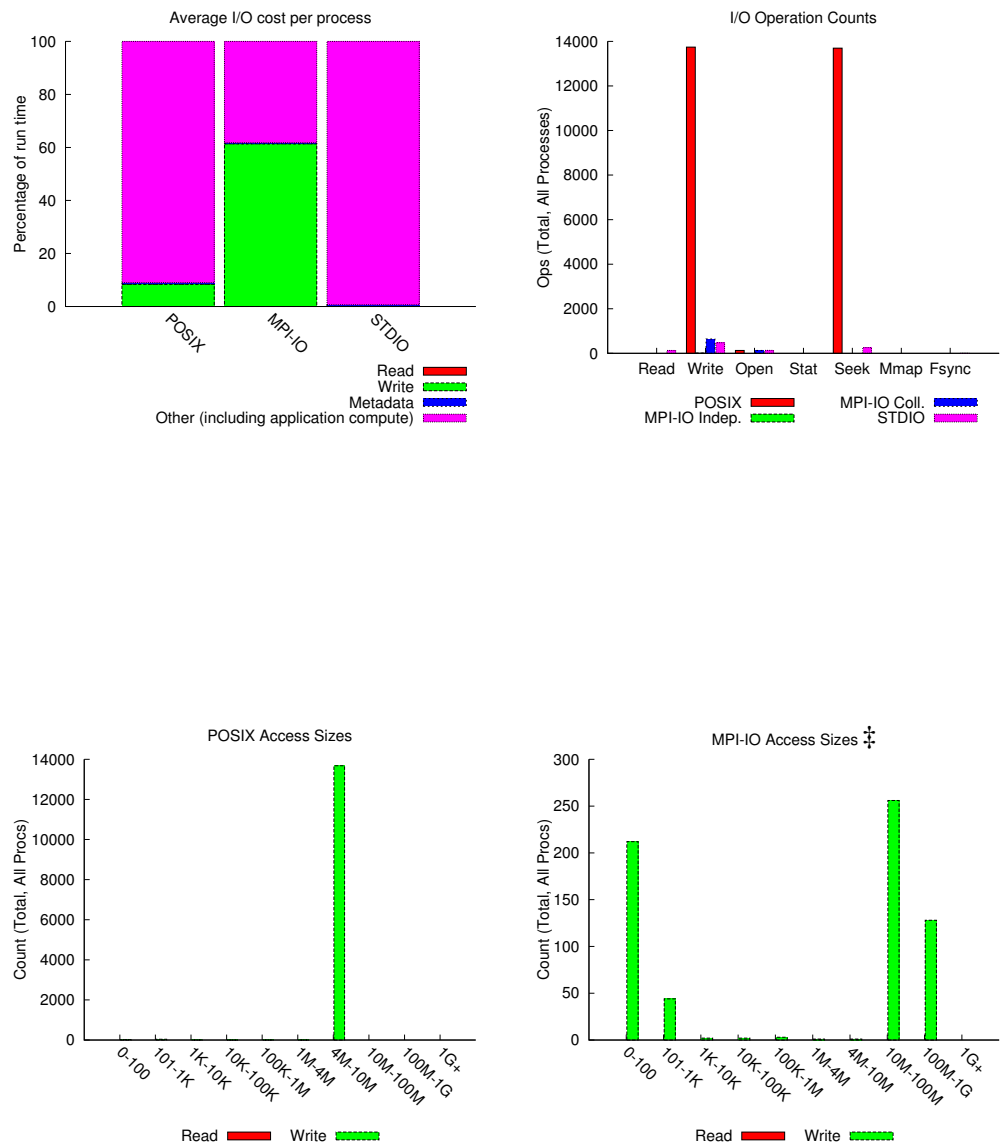 Average I/O cost per process
Percentage of run time
100
80
60
40
20
0
POSIX
MPI-IO
STDIO
Read
Write
Metadata
Other (including application compute)
I/O Operation Counts
Ops (Total, All Processes)
14000
12000
10000
8000
6000
4000
2000
0
Read Write Open Stat Seek Mmap Fsync
POSIX MPI-IO Coll.
MPI-IO Indep. STDIO
POSIX Access Sizes
Count (Total, All Procs)
14000
12000
10000
8000
6000
4000
2000
0
0-100
101-1K
1K-10K
10K-100K
100K-1M
1M-4M
4M-10M
10M-100M
100M-1G
1G+
Read Write
MPI-IO Access Sizes ‡
Count (Total, All Procs)
300
250
200
150
100
50
0
0-100
101-1K
1K-10K
10K-100K
100K-1M
1M-4M
4M-10M
10M-100M
100M-1G
1G+
Read Write